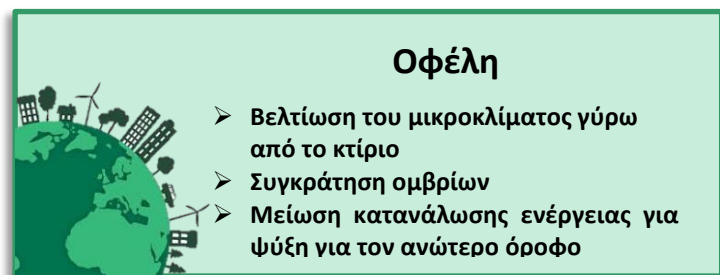 Οφέλη
➢ Βελτίωση του μικροκλίματος γύρω
από το κτίριο
➢ Συγκράτηση ομβρίων
➢ Μείωση κατανάλωσης ενέργειας για
ψύξη για τον ανώτερο όροφο